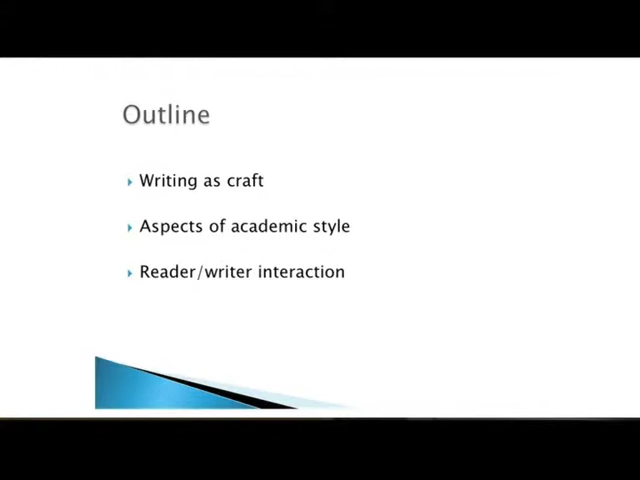 Outline
Writing as craft
Aspects of academic style
Reader/writer interaction